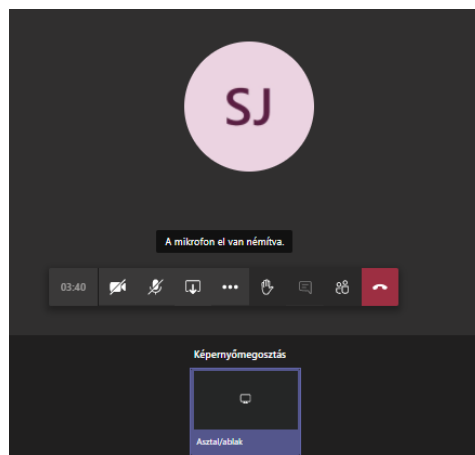 SJ
A mikrofon el van némítva.
03:40
Képernyőmegosztás
Asztal/ablak